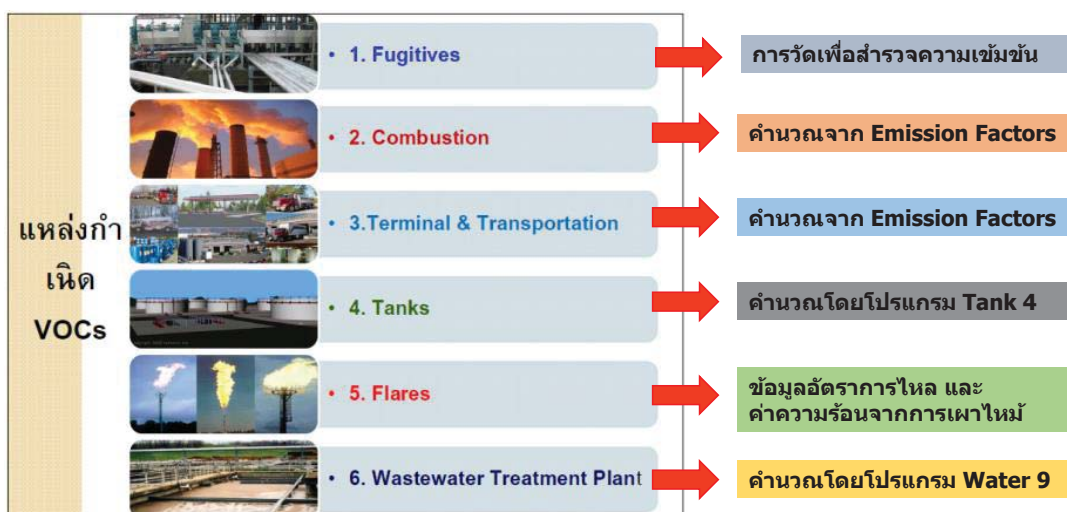 แหล่งกำ
เนิด
VOCs
• 1. Fugitives
การวัดเพื่อสำรวจความเข้มข้น
• 2. Combustion
คำนวณจาก Emission Factors
• 3.Terminal & Transportation
คำนวณจาก Emission Factors
• 4. Tanks
คำนวณโดยโปรแกรม Tank 4
• 5. Flares
ข้อมูลอัตราการไหล และ
ค่าความร้อนจากการเผาไหม้
• 6. Wastewater Treatment Plant
คำนวณโดยโปรแกรม Water 9